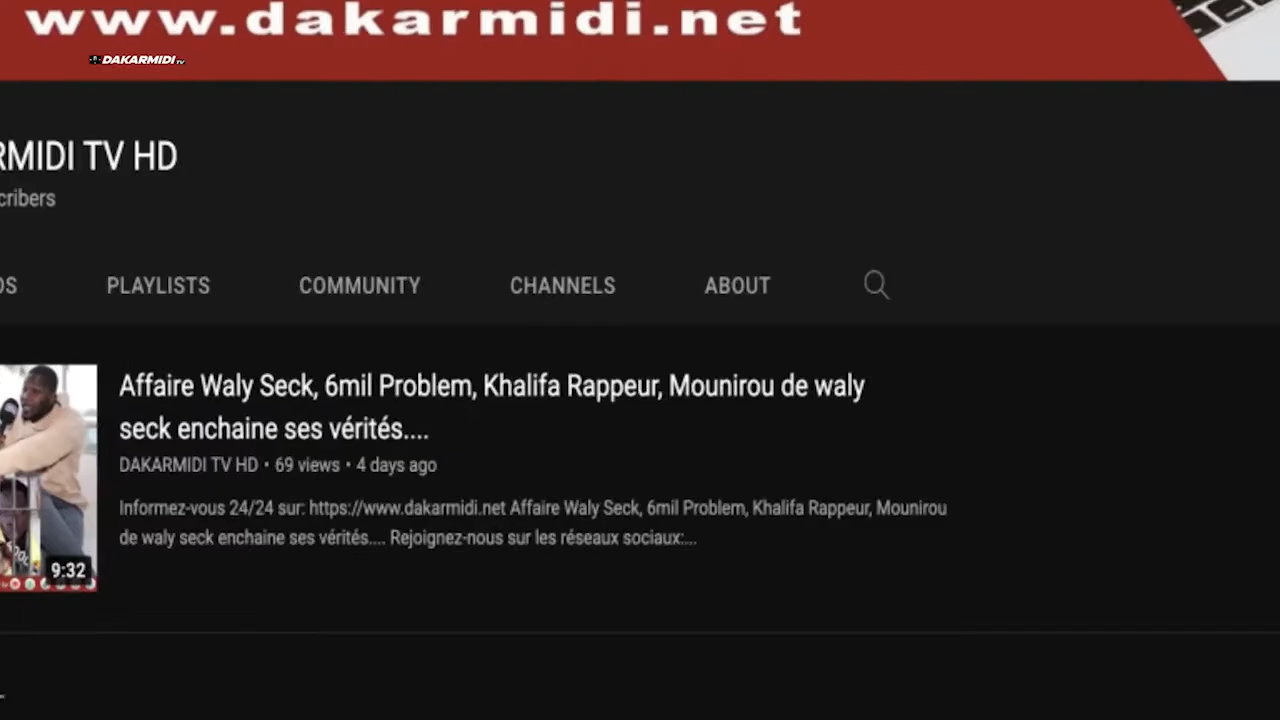 www.dakarmidi.net
DAKARMIDI TV
RMIDI TV HD
cribers
OS PLAYLISTS COMMUNITY CHANNELS ABOUT
Affaire Waly Seck, 6mil Problem, Khalifa Rappeur, Mounirou de waly
seck enchaine ses vérités....
DAKARMIDI TV HD • 69 views • 4 days ago
Informez-vous 24/24 sur: https://www.dakarmidi.net Affaire Waly Seck, 6mil Problem, Khalifa Rappeur, Mounirou
de waly seck enchaine ses vérités.... Rejoignez-nous sur les réseaux sociaux:...
9:32